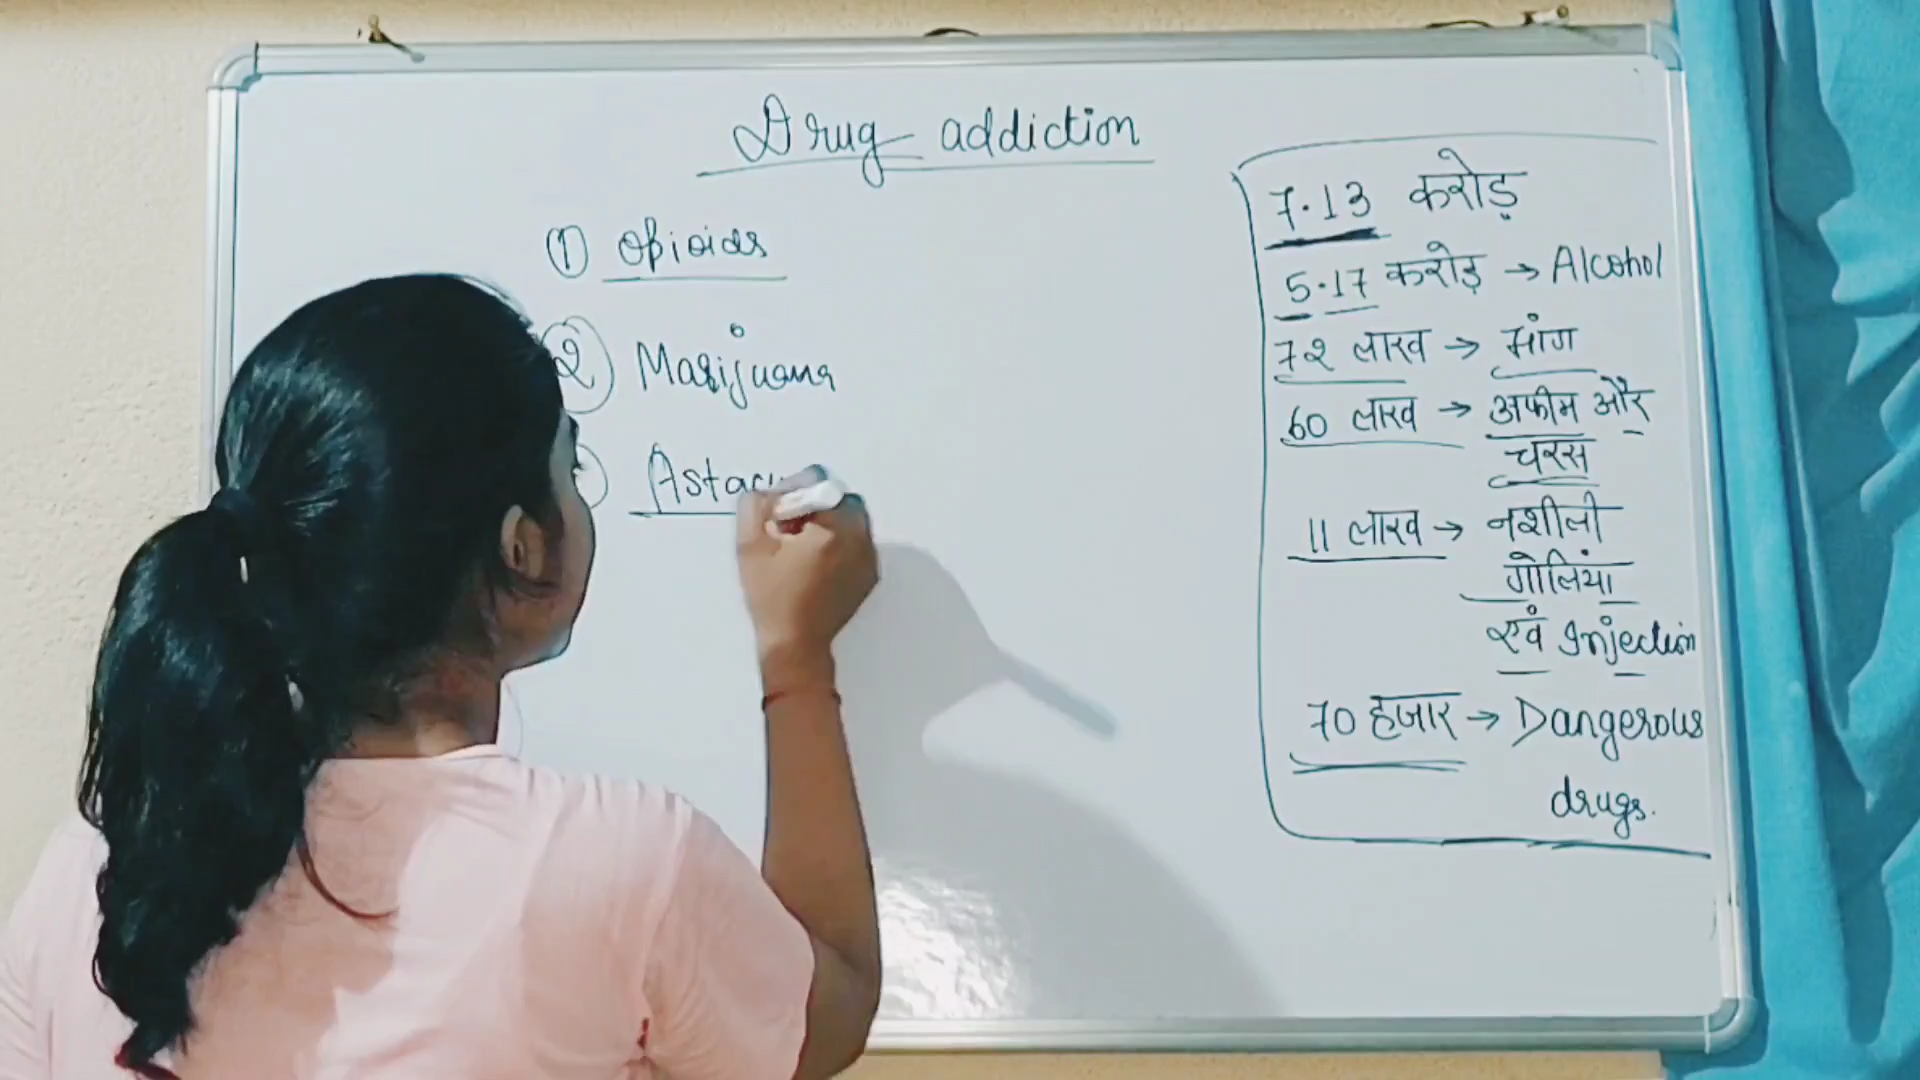 Drug addiction
① Opioids
② Marijuana
Astacy
7.13 करोड़
5.17 करोड़ → Alcohol
72 लाख → भांग
60 लाख → अफीम और
चरस
11 लाख → नशीली
गोलियां
एवं Injection
70 हजार → Dangerous
drugs.